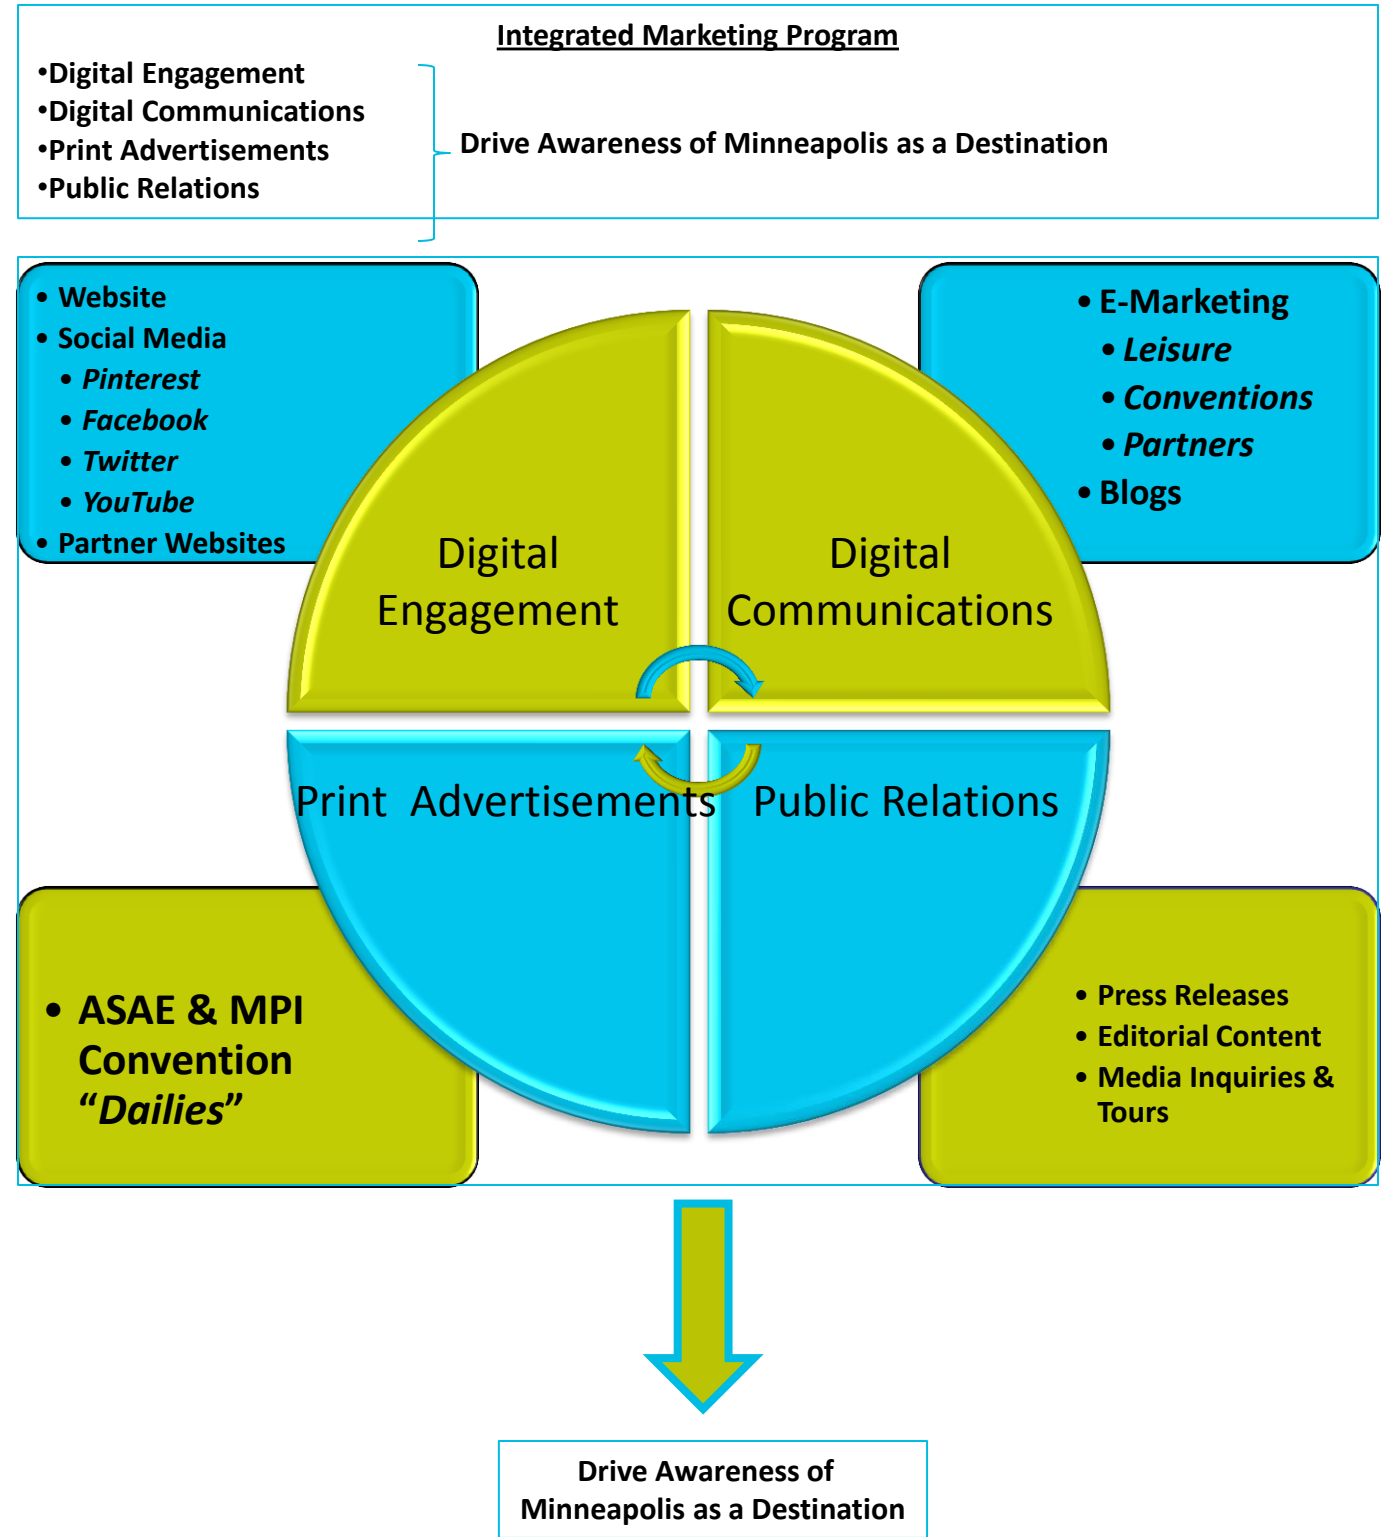 Integrated Marketing Program
•Digital Engagement
•Digital Communications
•Print Advertisements
•Public Relations
Drive Awareness of Minneapolis as a Destination
• Website
• Social Media
• Pinterest
• Facebook
• Twitter
• YouTube
• Partner Websites
• E-Marketing
• Leisure
• Conventions
• Partners
• Blogs
Digital
Engagement
Digital
Communications
Print  Advertisements
Public Relations
• ASAE & MPI
Convention
“Dailies”
• Press Releases
• Editorial Content
• Media Inquiries &
Tours
Drive Awareness of
Minneapolis as a Destination